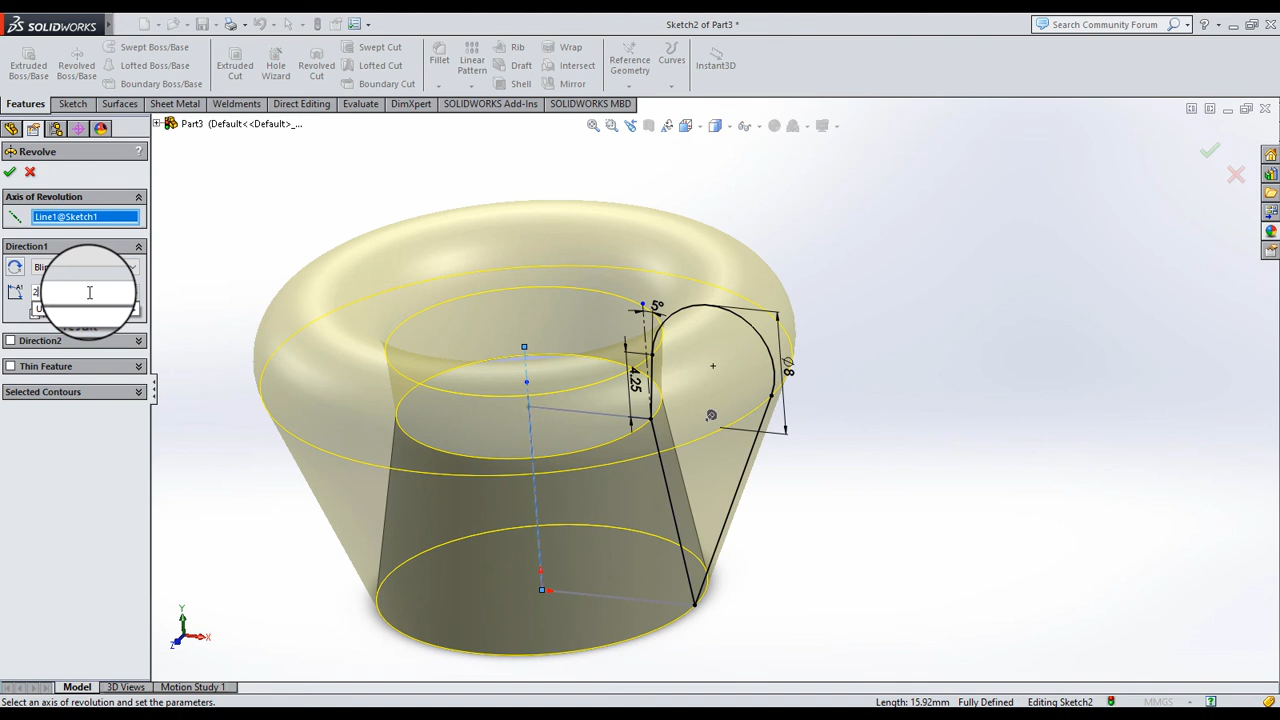 SOLIDWORKS
Sketch2 of Part3 *
Search Community Forum
Extruded Boss/Base
Revolved Boss/Base
Swept Boss/Base
Lofted Boss/Base
Boundary Boss/Base
Extruded Cut
Hole Wizard
Revolved Cut
Swept Cut
Lofted Cut
Boundary Cut
Fillet
Linear Pattern
Rib
Draft
Shell
Wrap
Intersect
Mirror
Reference Geometry
Curves
Instant3D
Features Sketch Surfaces Sheet Metal Weldments Direct Editing Evaluate DimXpert SOLIDWORKS Add-Ins SOLIDWORKS MBD
Part3 (Default<<Default>_...
Revolve ?
Axis of Revolution
Line1@Sketch1
Direction1
Direction2
Thin Feature
Selected Contours
5°
4.25
Ø8
Y
X
Z
Model 3D Views Motion Study 1
Select an axis of revolution and set the parameters. Length: 15.92mm Fully Defined Editing Sketch2 MMGS